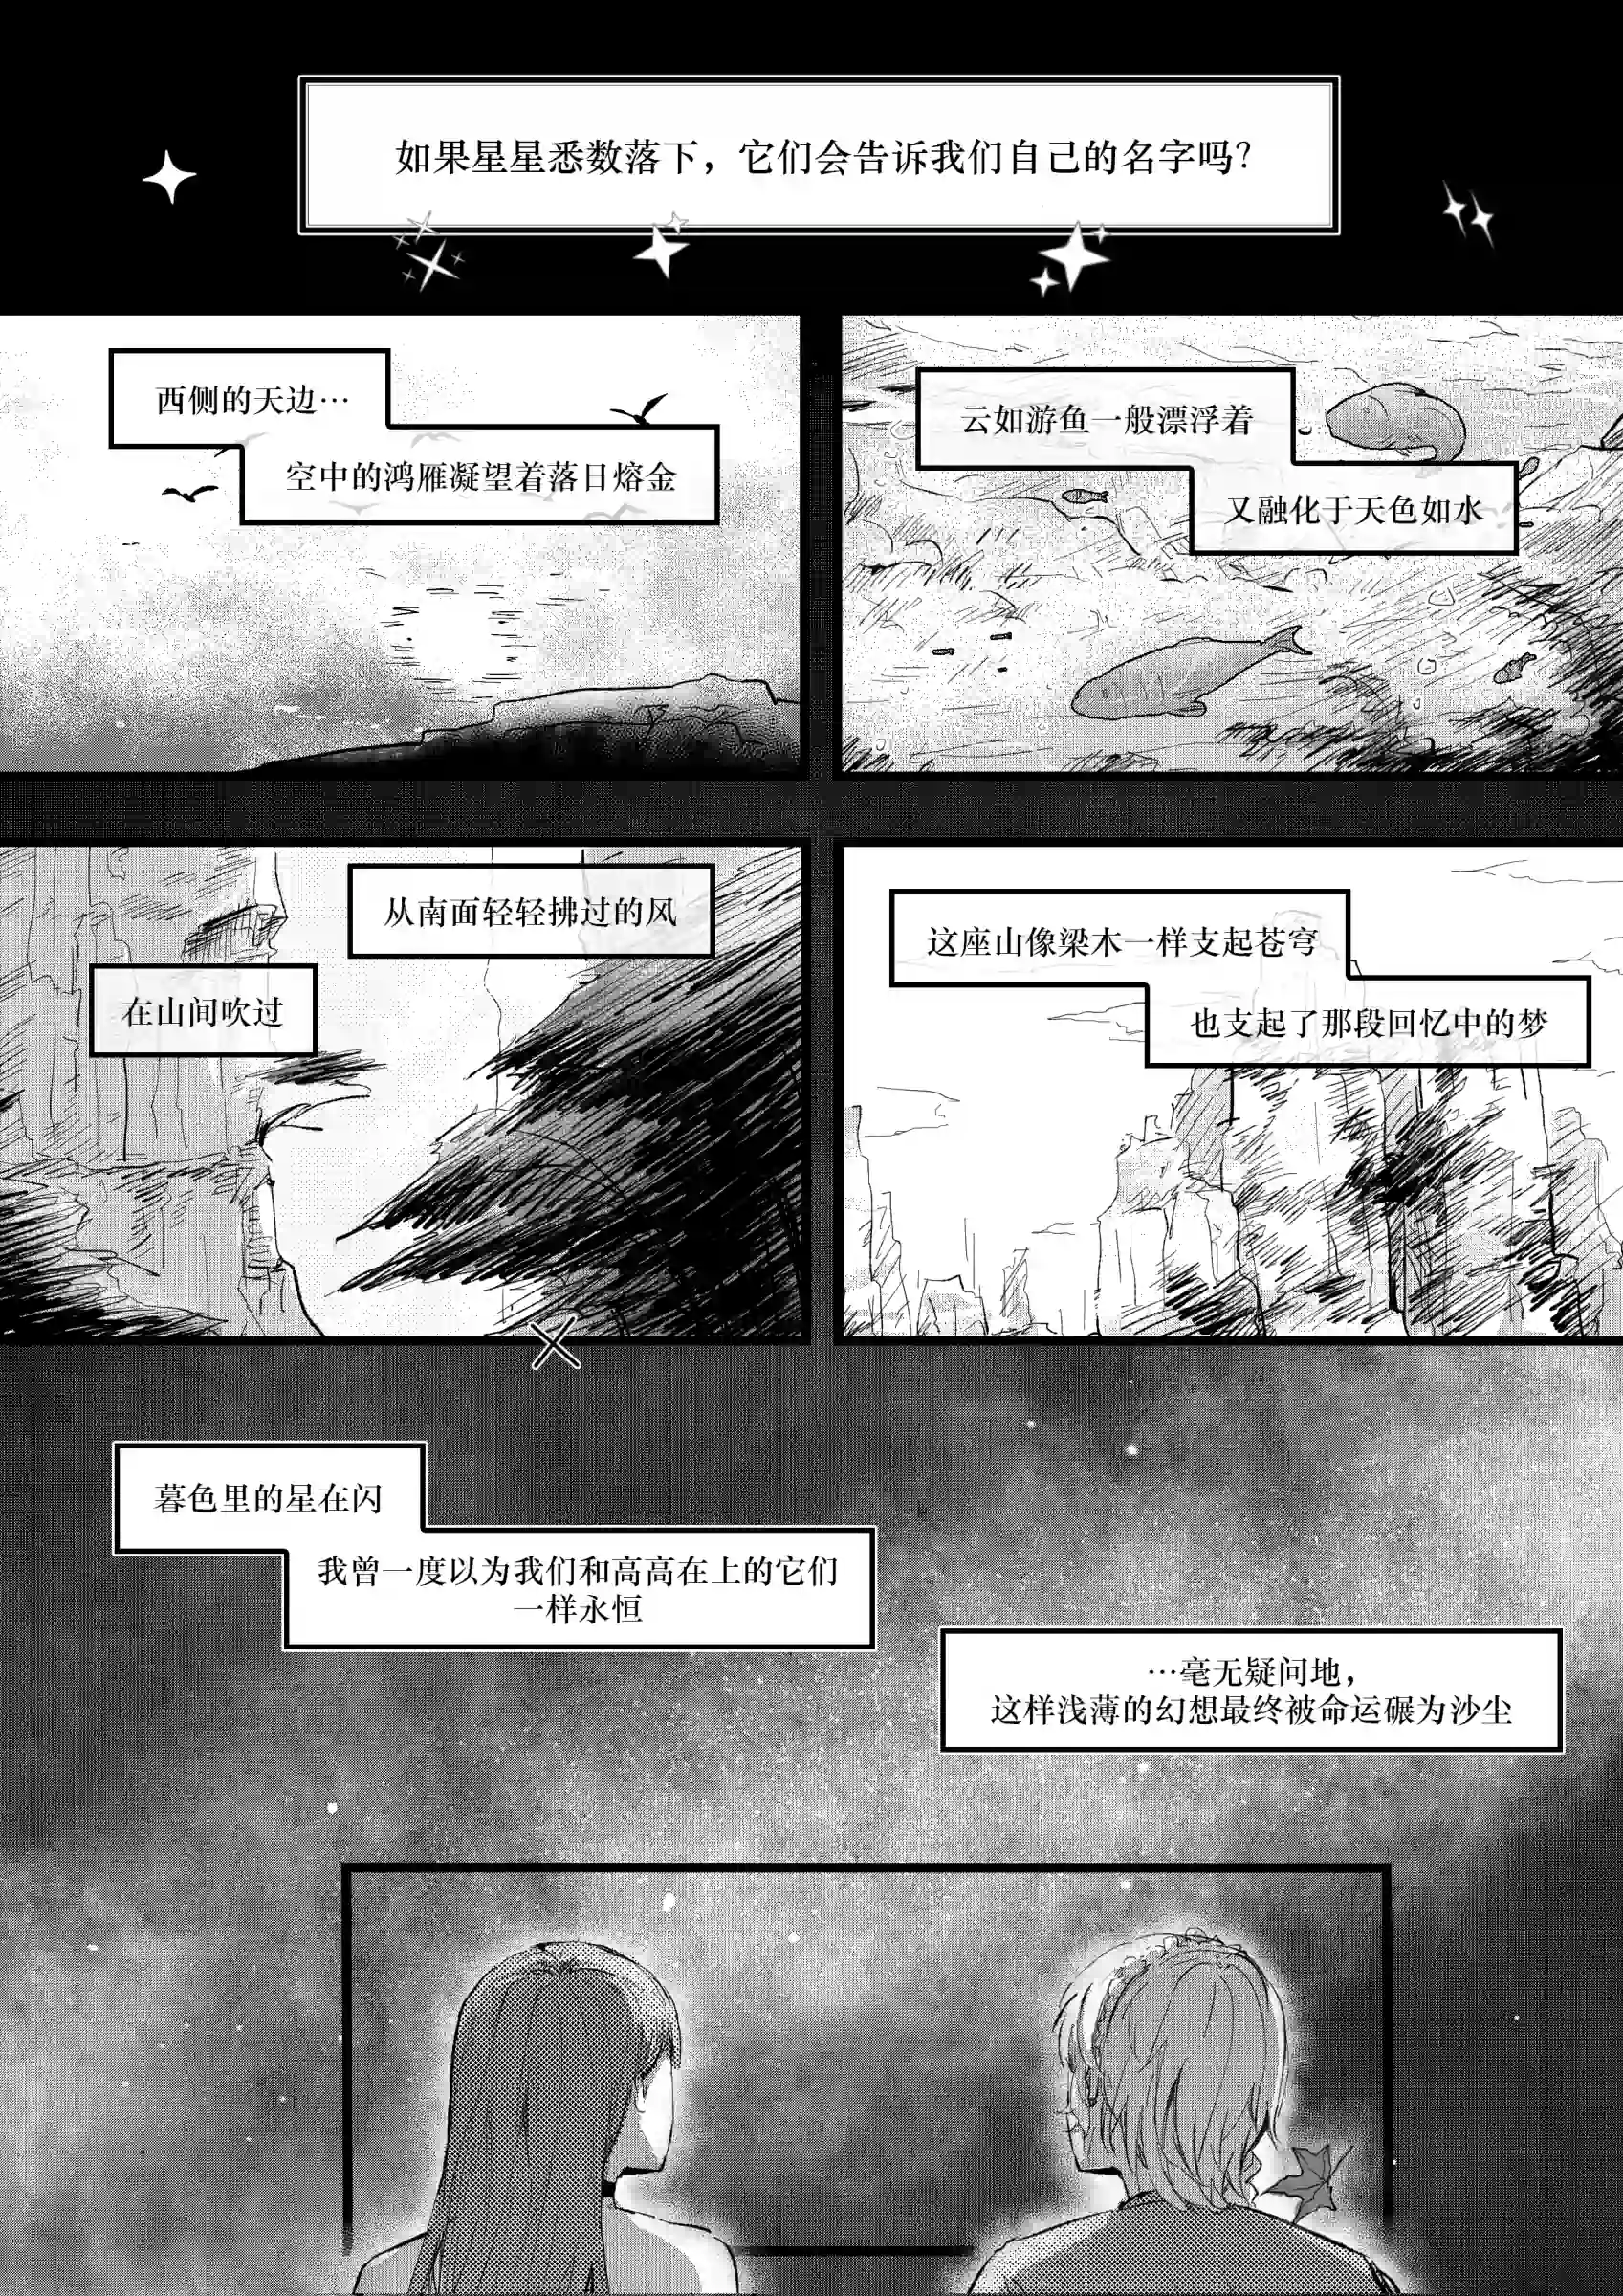 如果星星悉数落下，它们会告诉我们自己的名字吗？
西侧的天边…
空中的鸿雁凝望着落日熔金
云如游鱼一般漂浮着
又融化于天色如水
从南面轻轻拂过的风
在山间吹过
这座山像梁木一样支起苍穹
也支起了那段回忆中的梦
暮色里的星在闪
我曾一度以为我们和高高在上的它们
一样永恒
…毫无疑问地，
这样浅薄的幻想最终被命运碾为沙尘